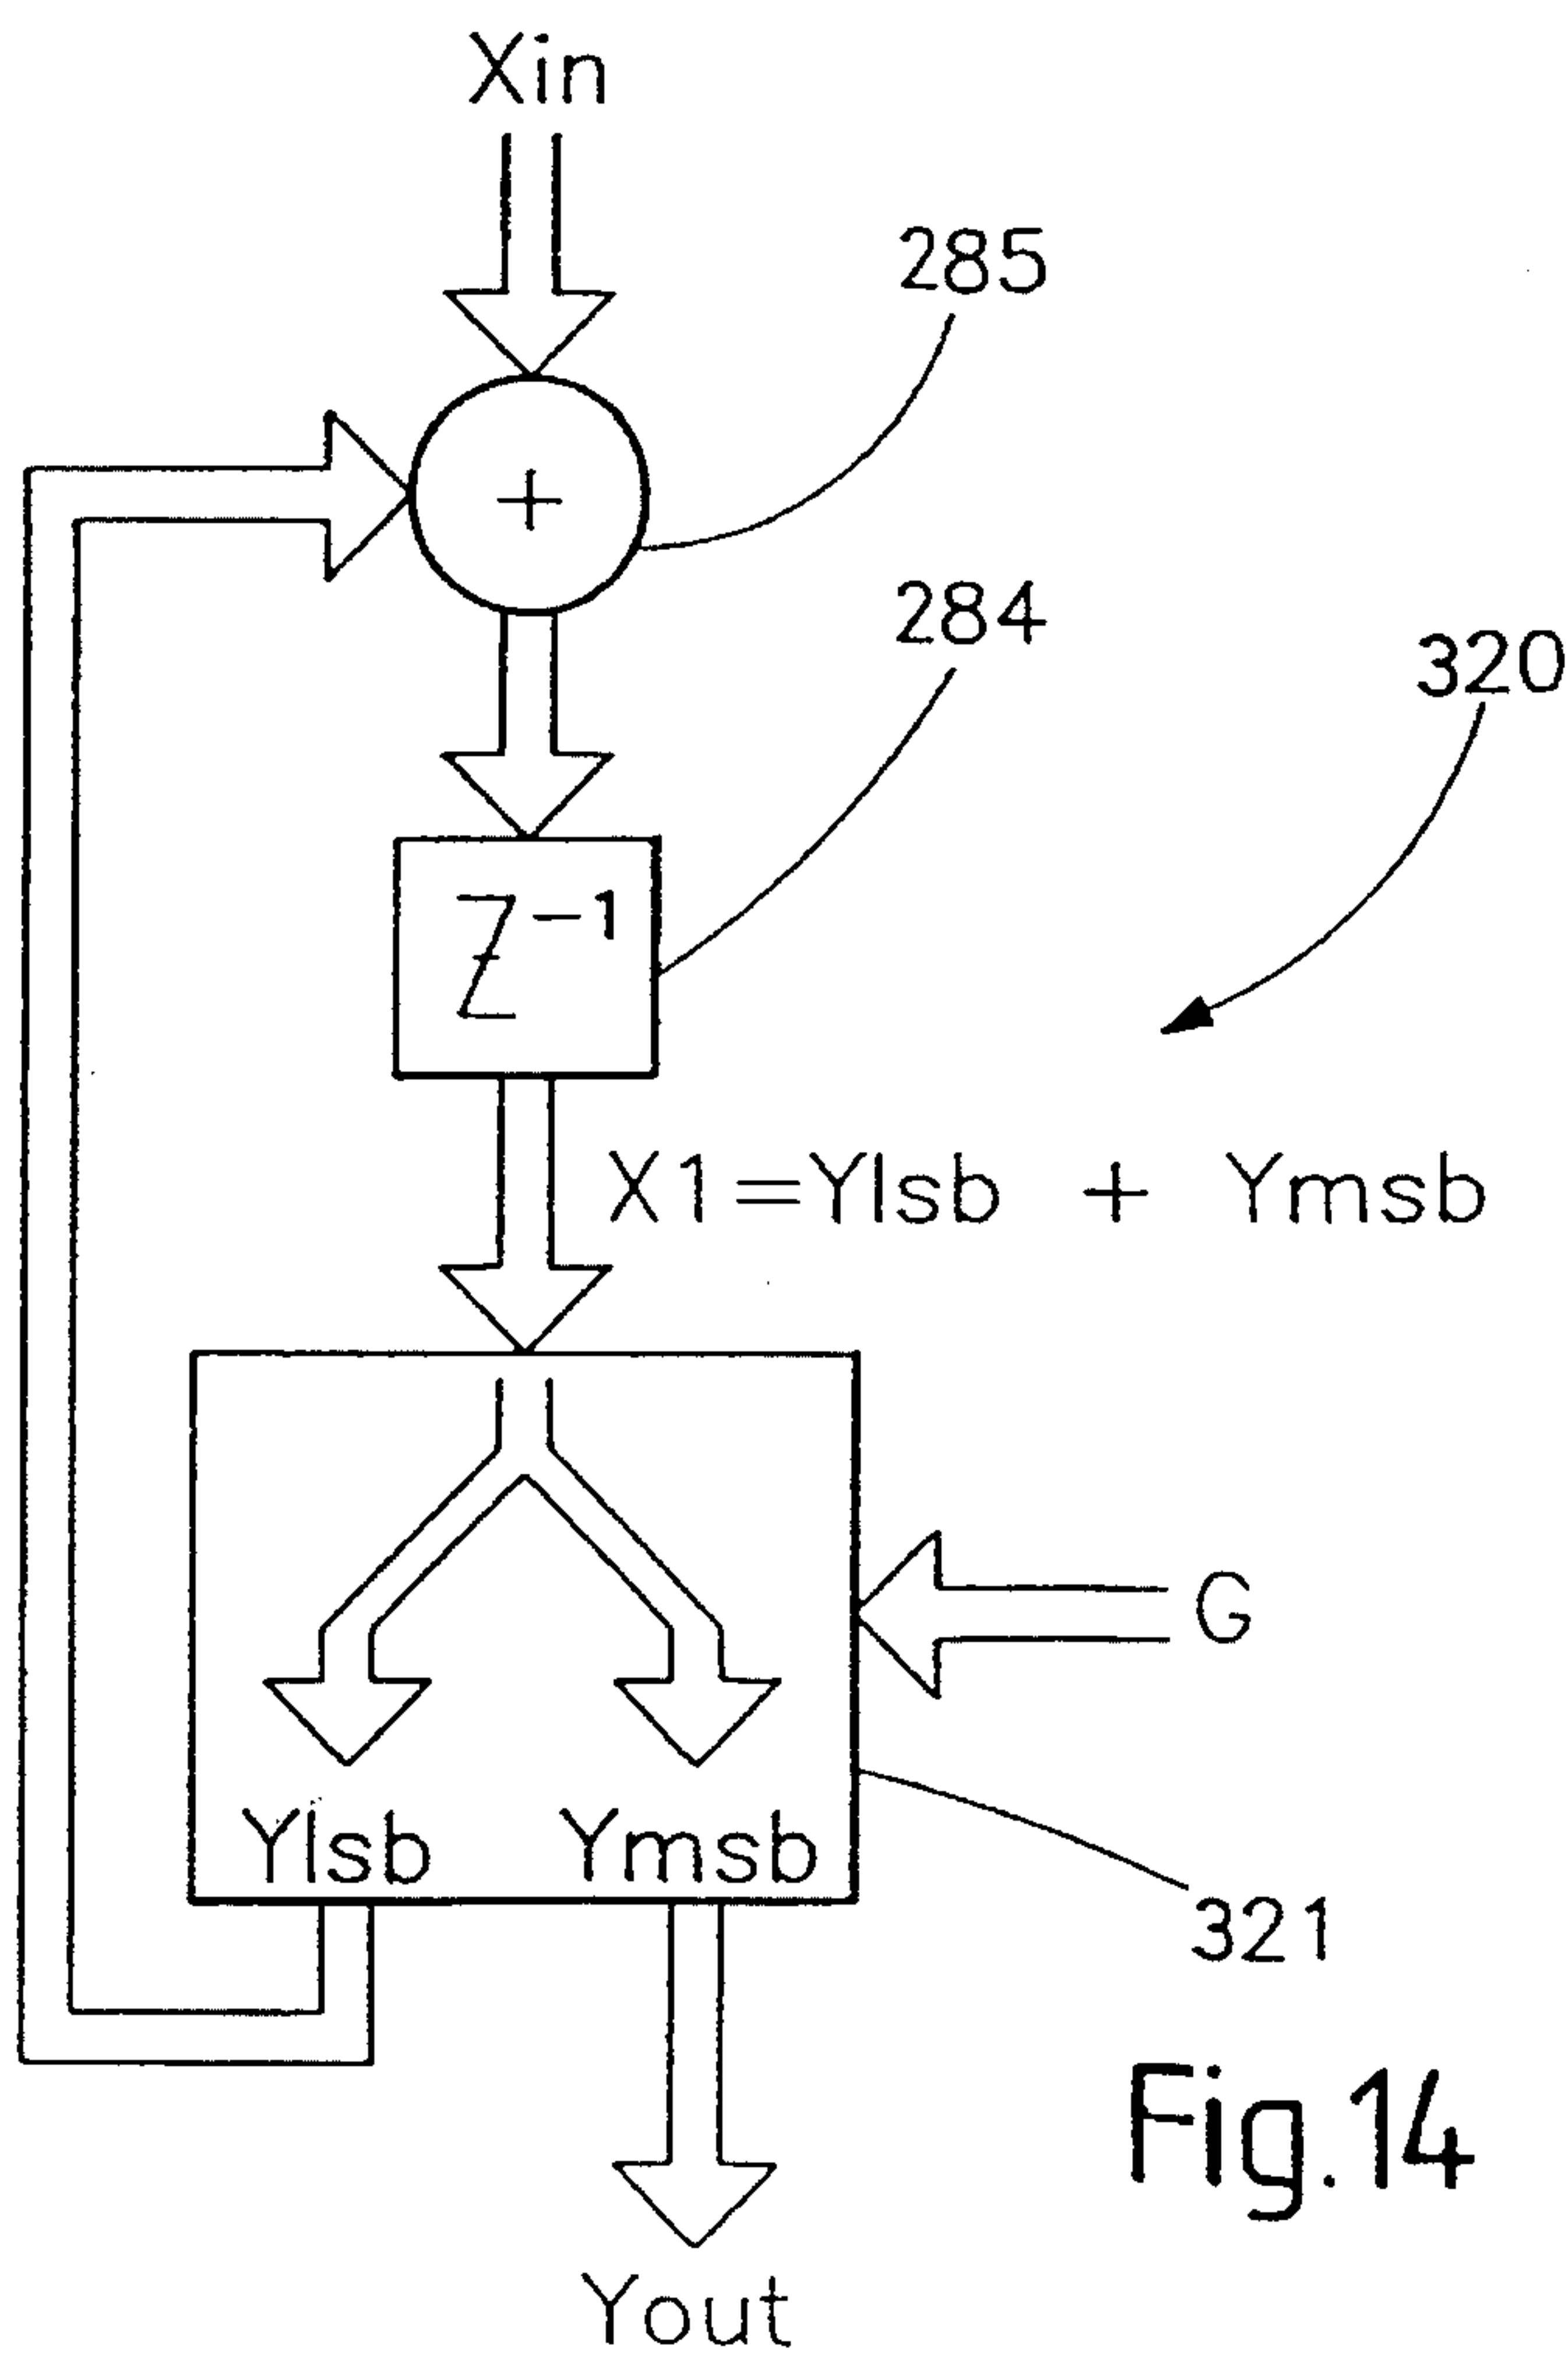 Xin
285
+
284
320
Z⁻¹
X1=Ylsb + Ymsb
G
Ylsb Ymsb
321
Fig.14
Yout